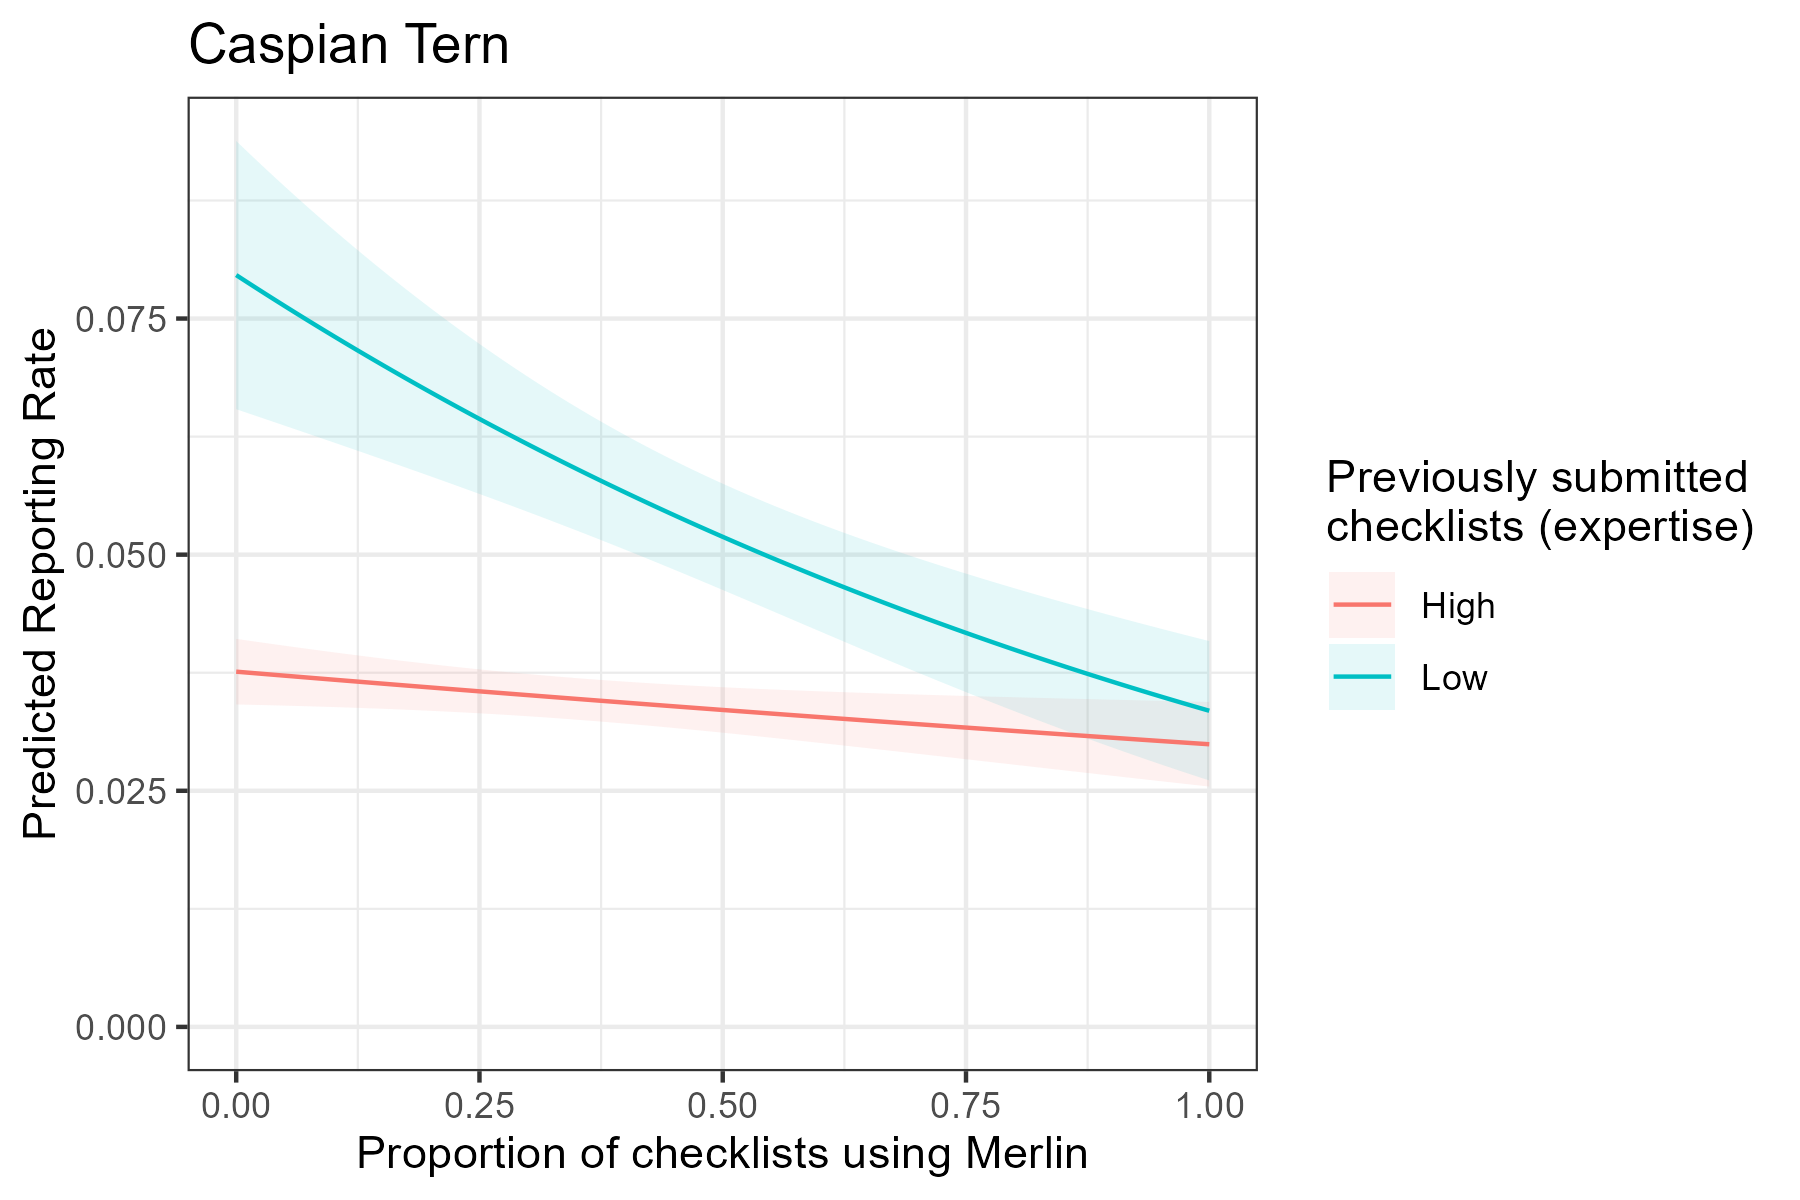 Caspian Tern
Predicted Reporting Rate
0.075
0.050
0.025
0.000
0.00
0.25
0.50
0.75
1.00
Proportion of checklists using Merlin
Previously submitted
checklists (expertise)
High
Low